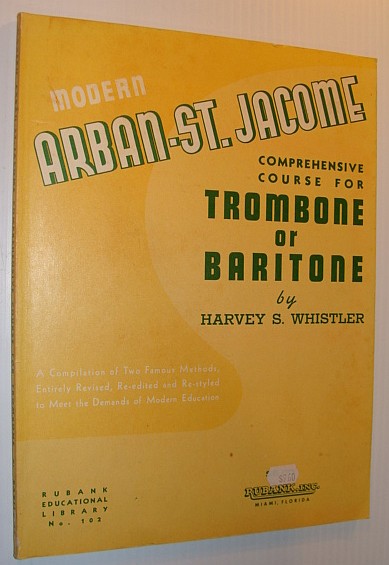 MODERN
ARBAN-ST. JACOME
COMPREHENSIVE
COURSE FOR
TROMBONE
or
BARITONE
by
HARVEY S. WHISTLER
A Compilation of Two Famous Methods,
Entirely Revised, Re-edited and Re-styled
to Meet the Demands of Modern Education
RUBANK
EDUCATIONAL
LIBRARY
No. 102
RUBANK, INC.
MIAMI, FLORIDA